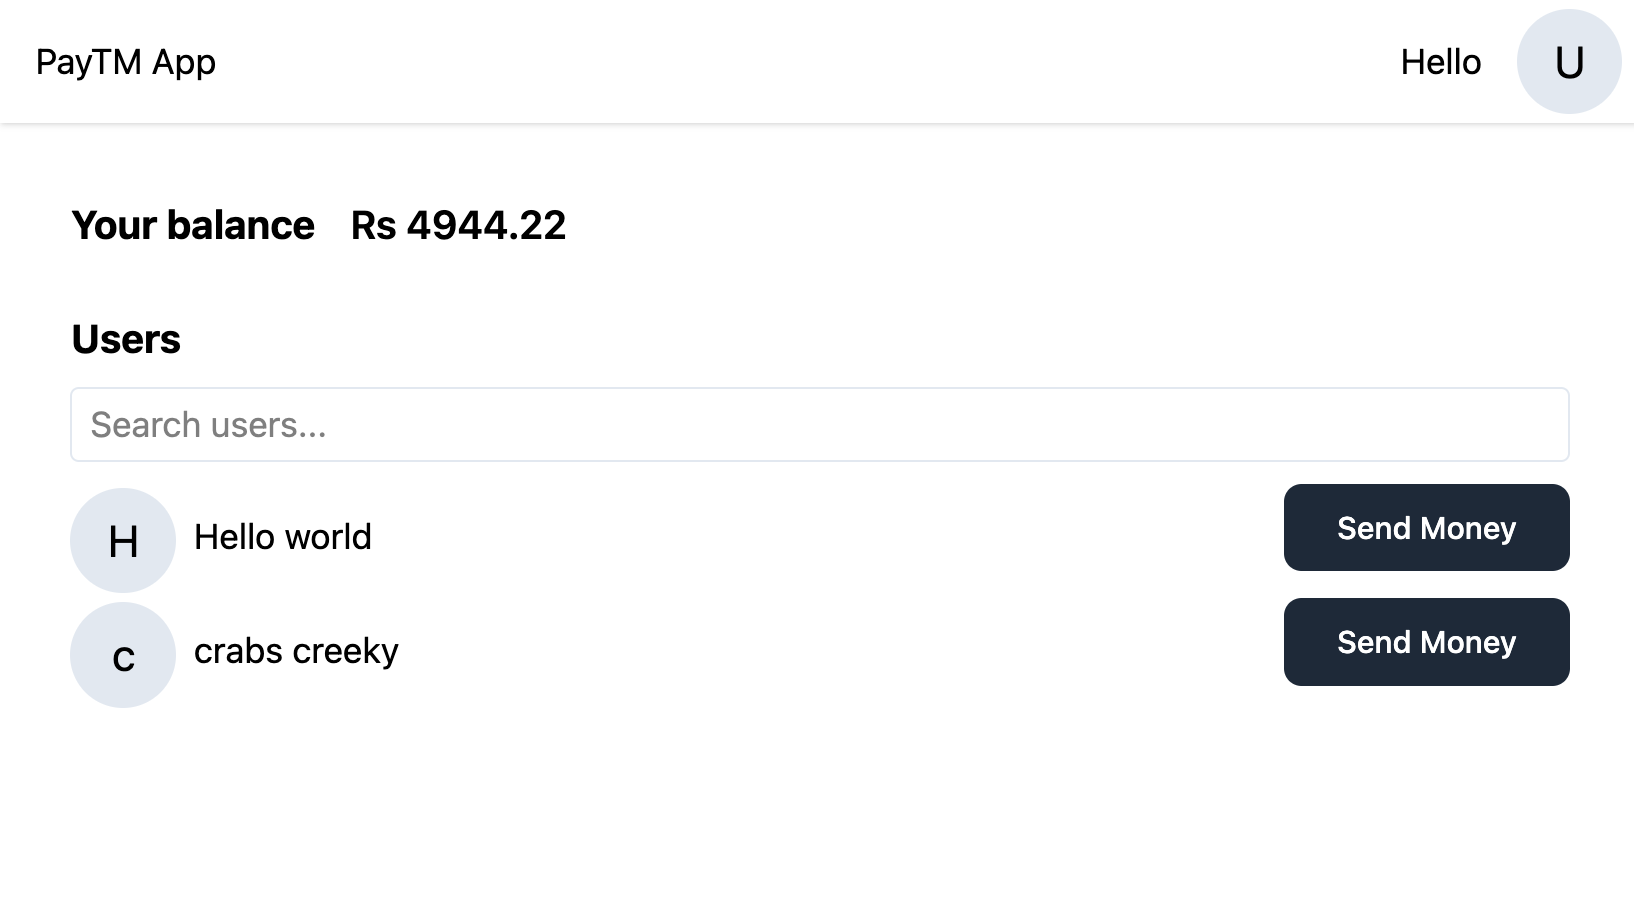 PayTM App Hello U
Your balance Rs 4944.22
Users
Search users...
H Hello world Send Money
c crabs creeky Send Money